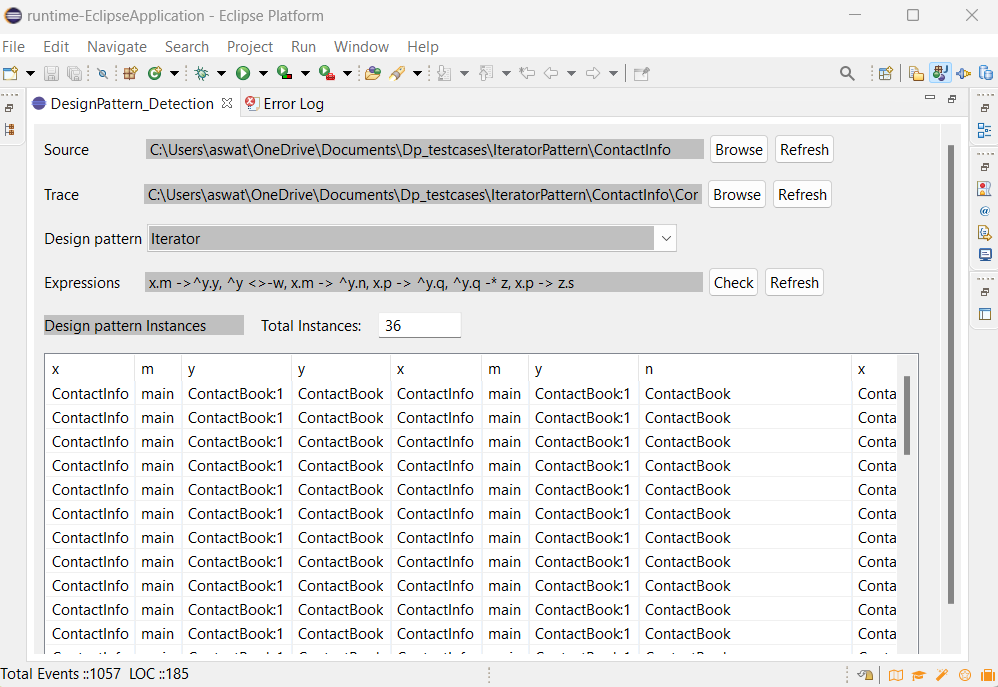 runtime-EclipseApplication - Eclipse Platform
File Edit Navigate Search Project Run Window Help
DesignPattern_Detection Error Log
Source C:\Users\aswat\OneDrive\Documents\Dp_testcases\IteratorPattern\ContactInfo Browse Refresh
Trace C:\Users\aswat\OneDrive\Documents\Dp_testcases\IteratorPattern\ContactInfo\Cor Browse Refresh
Design pattern Iterator
Expressions x.m ->^y.y, ^y <>-w, x.m -> ^y.n, x.p -> ^y.q, ^y.q -* z, x.p -> z.s Check Refresh
Design pattern Instances Total Instances: 36
x m y y x m y n x
ContactInfo main ContactBook:1 ContactBook ContactInfo main ContactBook:1 ContactBook Conta
ContactInfo main ContactBook:1 ContactBook ContactInfo main ContactBook:1 ContactBook Conta
ContactInfo main ContactBook:1 ContactBook ContactInfo main ContactBook:1 ContactBook Conta
ContactInfo main ContactBook:1 ContactBook ContactInfo main ContactBook:1 ContactBook Conta
ContactInfo main ContactBook:1 ContactBook ContactInfo main ContactBook:1 ContactBook Conta
ContactInfo main ContactBook:1 ContactBook ContactInfo main ContactBook:1 ContactBook Conta
ContactInfo main ContactBook:1 ContactBook ContactInfo main ContactBook:1 ContactBook Conta
ContactInfo main ContactBook:1 ContactBook ContactInfo main ContactBook:1 ContactBook Conta
ContactInfo main ContactBook:1 ContactBook ContactInfo main ContactBook:1 ContactBook Conta
ContactInfo main ContactBook:1 ContactBook ContactInfo main ContactBook:1 ContactBook Conta
ContactInfo main ContactBook:1 ContactBook ContactInfo main ContactBook:1 ContactBook Conta
Total Events ::1057 LOC ::185